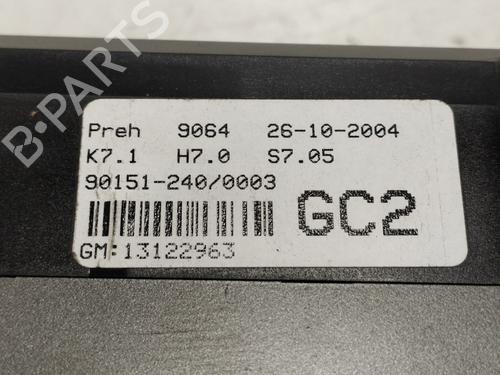 B-PARTS
Preh 9064 26-10-2004
K7.1 H7.0 S7.05
90151-240/0003
GC2
GM:13122963